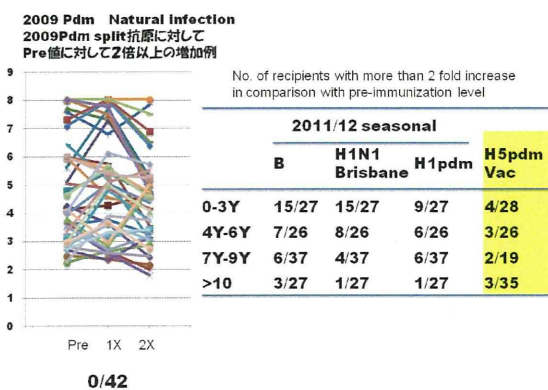 2009 Pdm Natural infection
2009Pdm split抗原に対して
Pre値に対して2倍以上の増加例
9
8
7
6
5
4
3
2
1
0
Pre 1X 2X
0/42
No. of recipients with more than 2 fold increase
in comparison with pre-immunization level
2011/12 seasonal
B H1N1 Brisbane H1pdm H5pdm Vac
0-3Y 15/27 15/27 9/27 4/28
4Y-6Y 7/26 8/26 6/26 3/26
7Y-9Y 6/37 4/37 6/37 2/19
>10 3/27 1/27 1/27 3/35